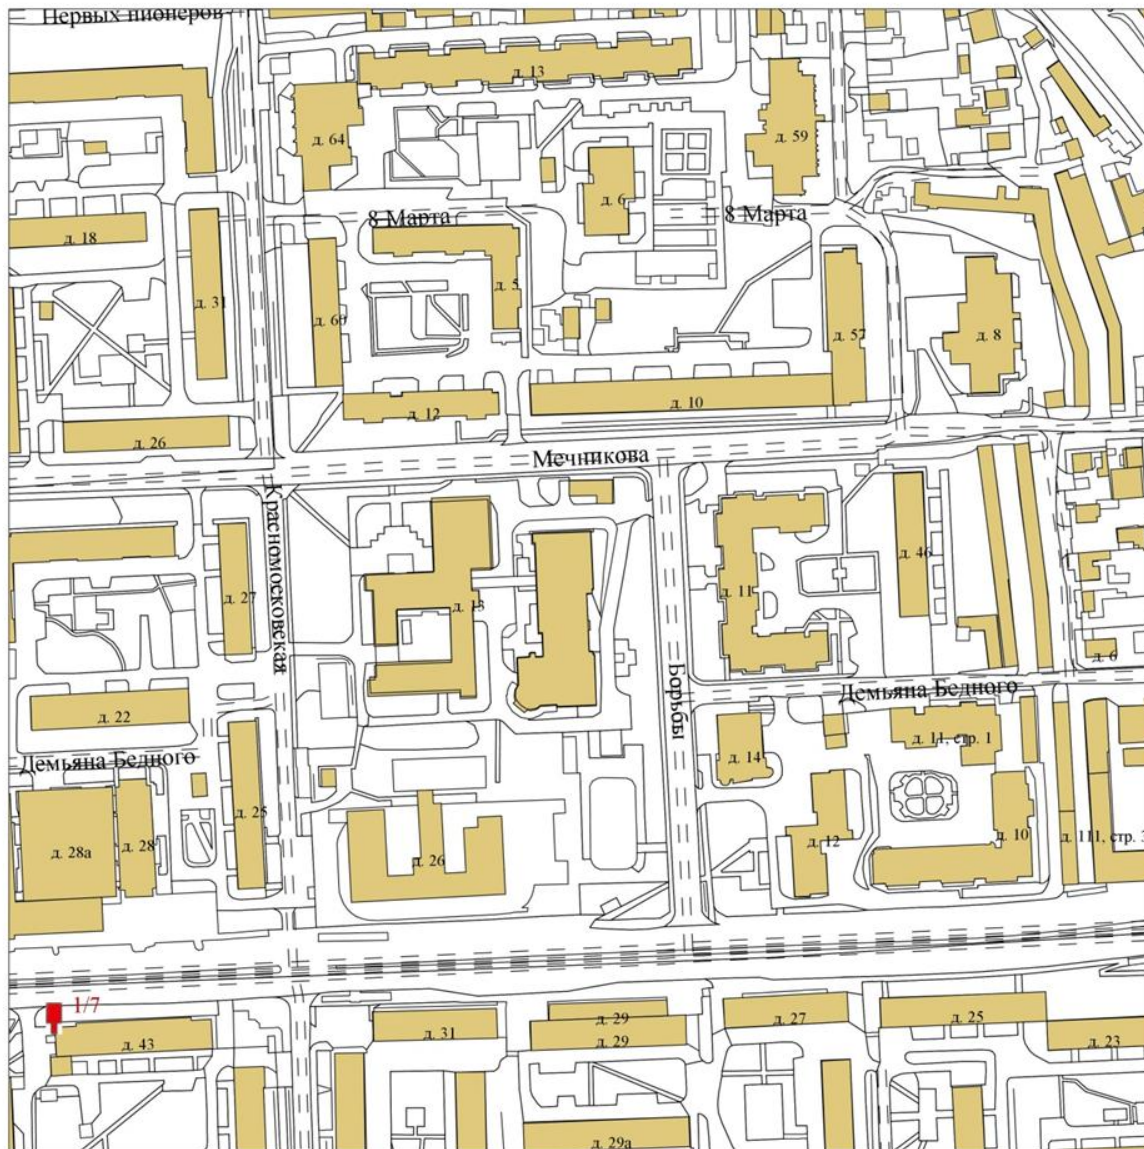 Первых пионеров
д. 13
д. 64
д. 59
д. 6
8 Марта
8 Марта
д. 18
д. 31
д. 5
д. 60
д. 57
д. 8
д. 12
д. 10
д. 26
Мечникова
Красномосковская
д. 46
д. 27
д. 11
д. 13
д. 6
Борьбы
Демьяна Бедного
д. 22
д. 11, стр. 1
д. 14
Демьяна Бедного
д. 25
д. 10
д. 111, стр. 3
д. 12
д. 28а
д. 28
д. 26
1/7
д. 29
д. 27
д. 25
д. 31
д. 29
д. 43
д. 23
д. 29а